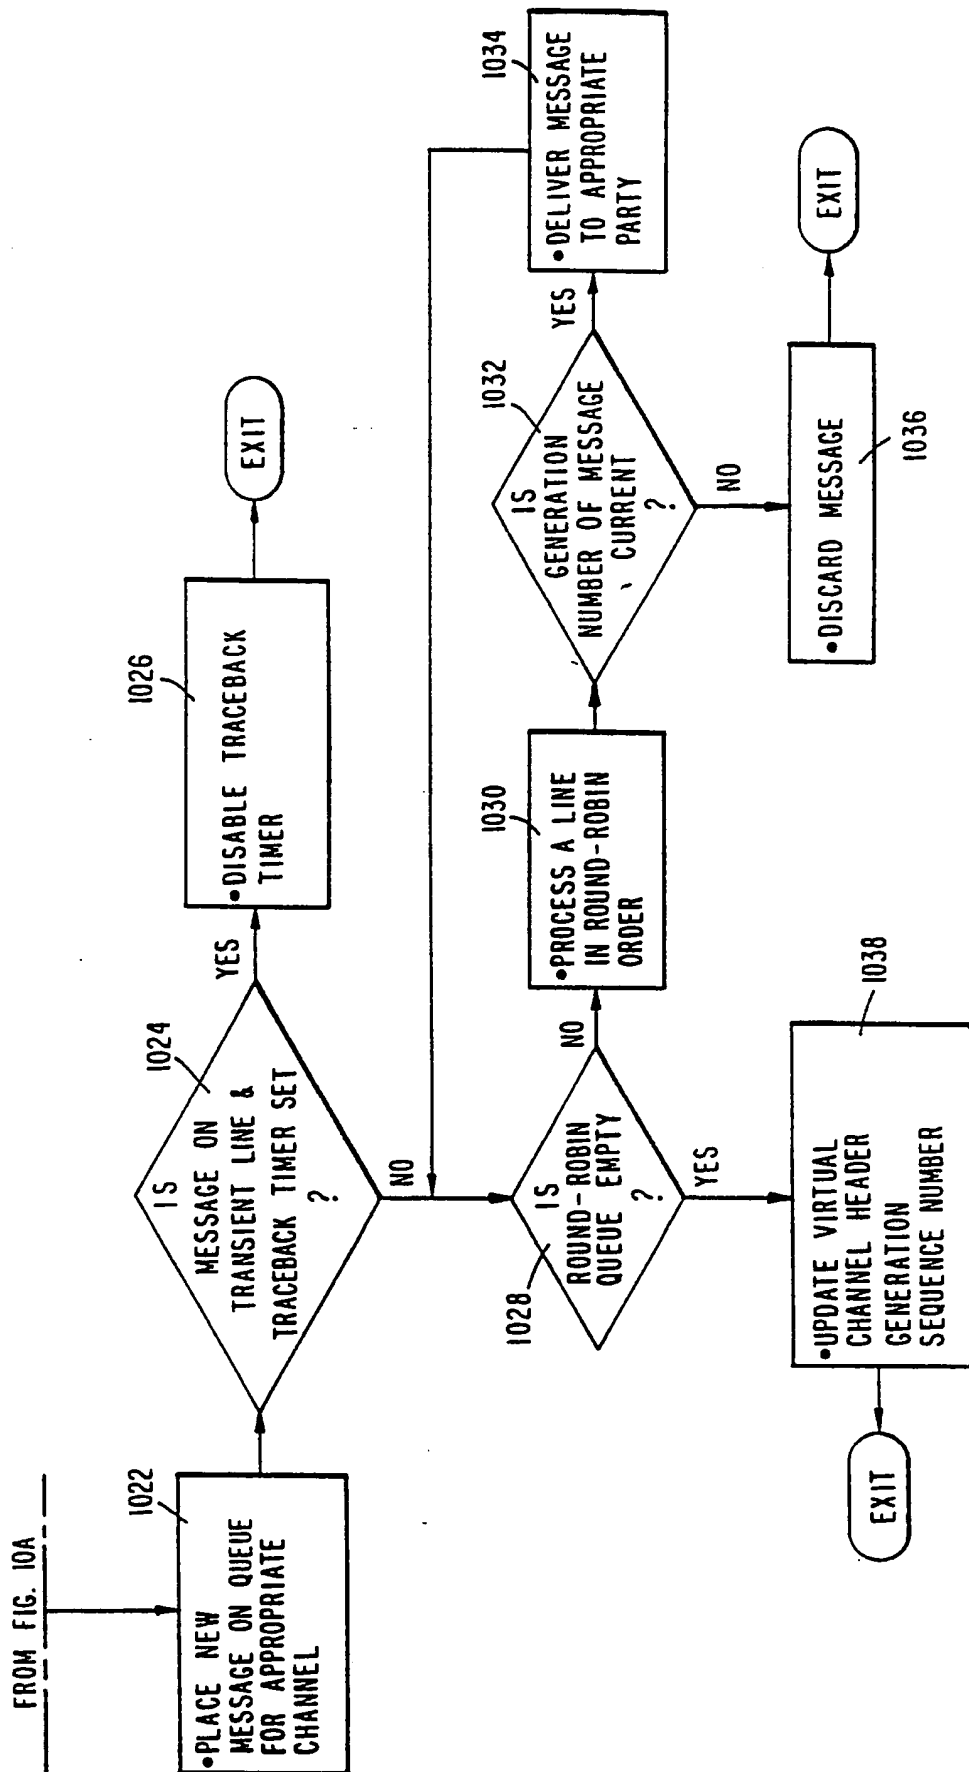 FROM FIG. 10A
1022
•PLACE NEW
MESSAGE ON QUEUE
FOR APPROPRIATE
CHANNEL
1024
IS
MESSAGE ON
TRANSIENT LINE &
TRACEBACK TIMER SET
?
YES
NO
1026
•DISABLE TRACEBACK
TIMER
EXIT
1028
IS
ROUND-ROBIN
QUEUE EMPTY
?
NO
YES
1030
•PROCESS A LINE
IN ROUND-ROBIN
ORDER
1032
IS
GENERATION
NUMBER OF MESSAGE
CURRENT
?
YES
NO
1034
•DELIVER MESSAGE
TO APPROPRIATE
PARTY
•DISCARD MESSAGE
1036
EXIT
1038
•UPDATE VIRTUAL
CHANNEL HEADER
GENERATION
SEQUENCE NUMBER
EXIT